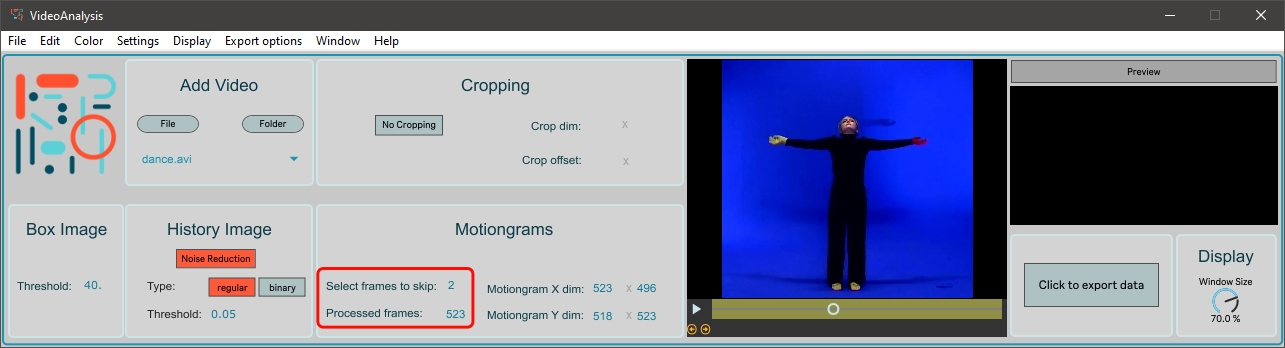 VideoAnalysis
File Edit Color Settings Display Export options Window Help
Add Video
File Folder
dance.avi
Cropping
No Cropping
Crop dim: x
Crop offset: x
Preview
Box Image
Threshold: 40.
History Image
Noise Reduction
Type: regular binary
Threshold: 0.05
Motiongrams
Select frames to skip: 2
Processed frames: 523
Motiongram X dim: 523 x 496
Motiongram Y dim: 518 x 523
Click to export data
Display
Window Size
70.0 %